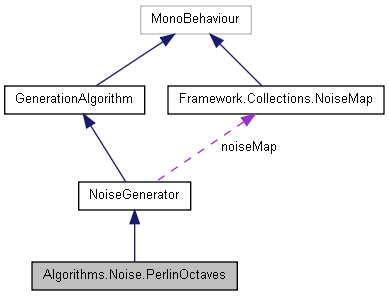 MonoBehaviour
GenerationAlgorithm
Framework.Collections.NoiseMap
noiseMap
NoiseGenerator
Algorithms.Noise.PerlinOctaves